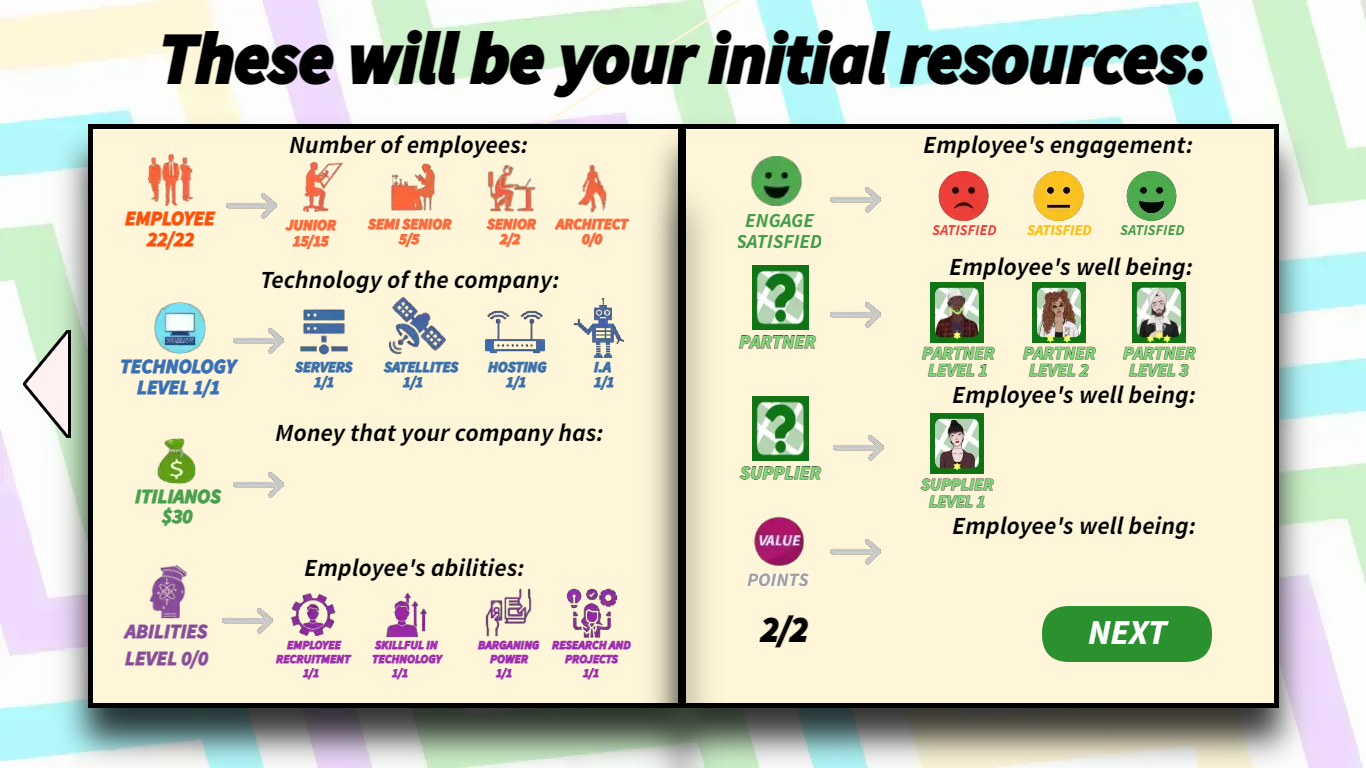 These will be your initial resources:
Number of employees:
EMPLOYEE
22/22
JUNIOR
15/15
SEMI SENIOR
5/5
SENIOR
2/2
ARCHITECT
0/0
Technology of the company:
TECHNOLOGY
LEVEL 1/1
SERVERS
1/1
SATELLITES
1/1
HOSTING
1/1
I.A
1/1
Money that your company has:
$
ITILIANOS
$30
Employee's abilities:
ABILITIES
LEVEL 0/0
EMPLOYEE
RECRUITMENT
1/1
SKILLFUL IN
TECHNOLOGY
1/1
BARGANING
POWER
1/1
RESEARCH AND
PROJECTS
1/1
Employee's engagement:
ENGAGE
SATISFIED
SATISFIED
SATISFIED
SATISFIED
Employee's well being:
?
PARTNER
PARTNER
LEVEL 1
PARTNER
LEVEL 2
PARTNER
LEVEL 3
Employee's well being:
?
SUPPLIER
SUPPLIER
LEVEL 1
Employee's well being:
VALUE
POINTS
2/2
NEXT